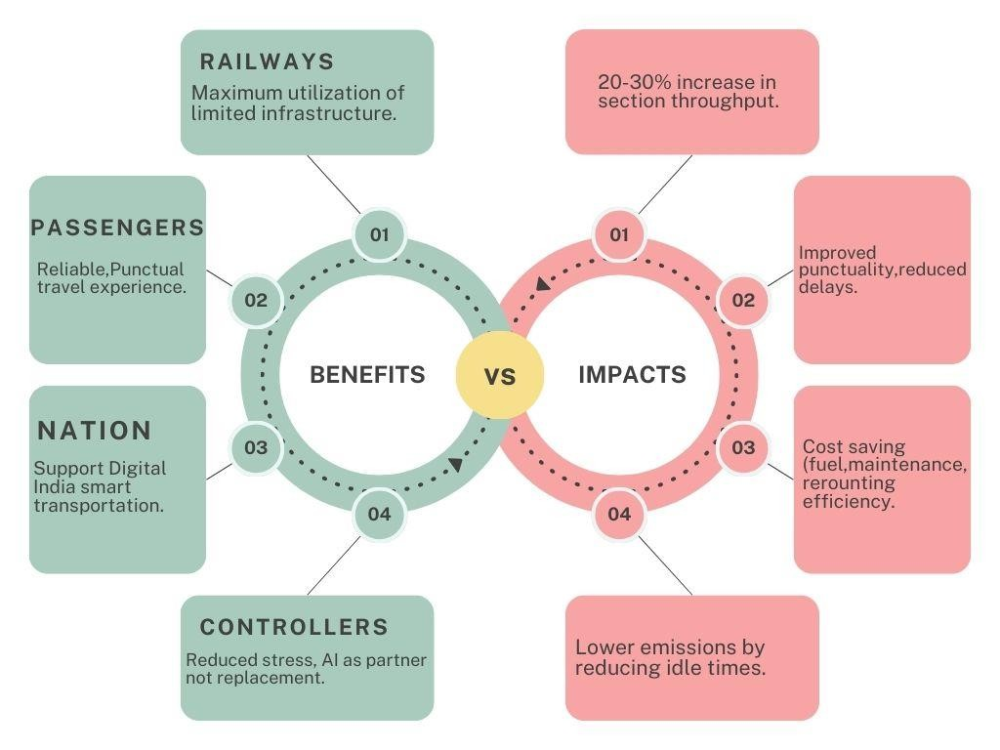 RAILWAYS
Maximum utilization of
limited infrastructure.
20-30% increase in
section throughput.
PASSENGERS
Reliable,Punctual
travel experience.
01
02
BENEFITS
03
04
VS
01
02
IMPACTS
03
04
Improved
punctuality,reduced
delays.
NATION
Support Digital
India smart
transportation.
Cost saving
(fuel,maintenance,
rerounting
efficiency.
CONTROLLERS
Reduced stress, AI as partner
not replacement.
Lower emissions by
reducing idle times.